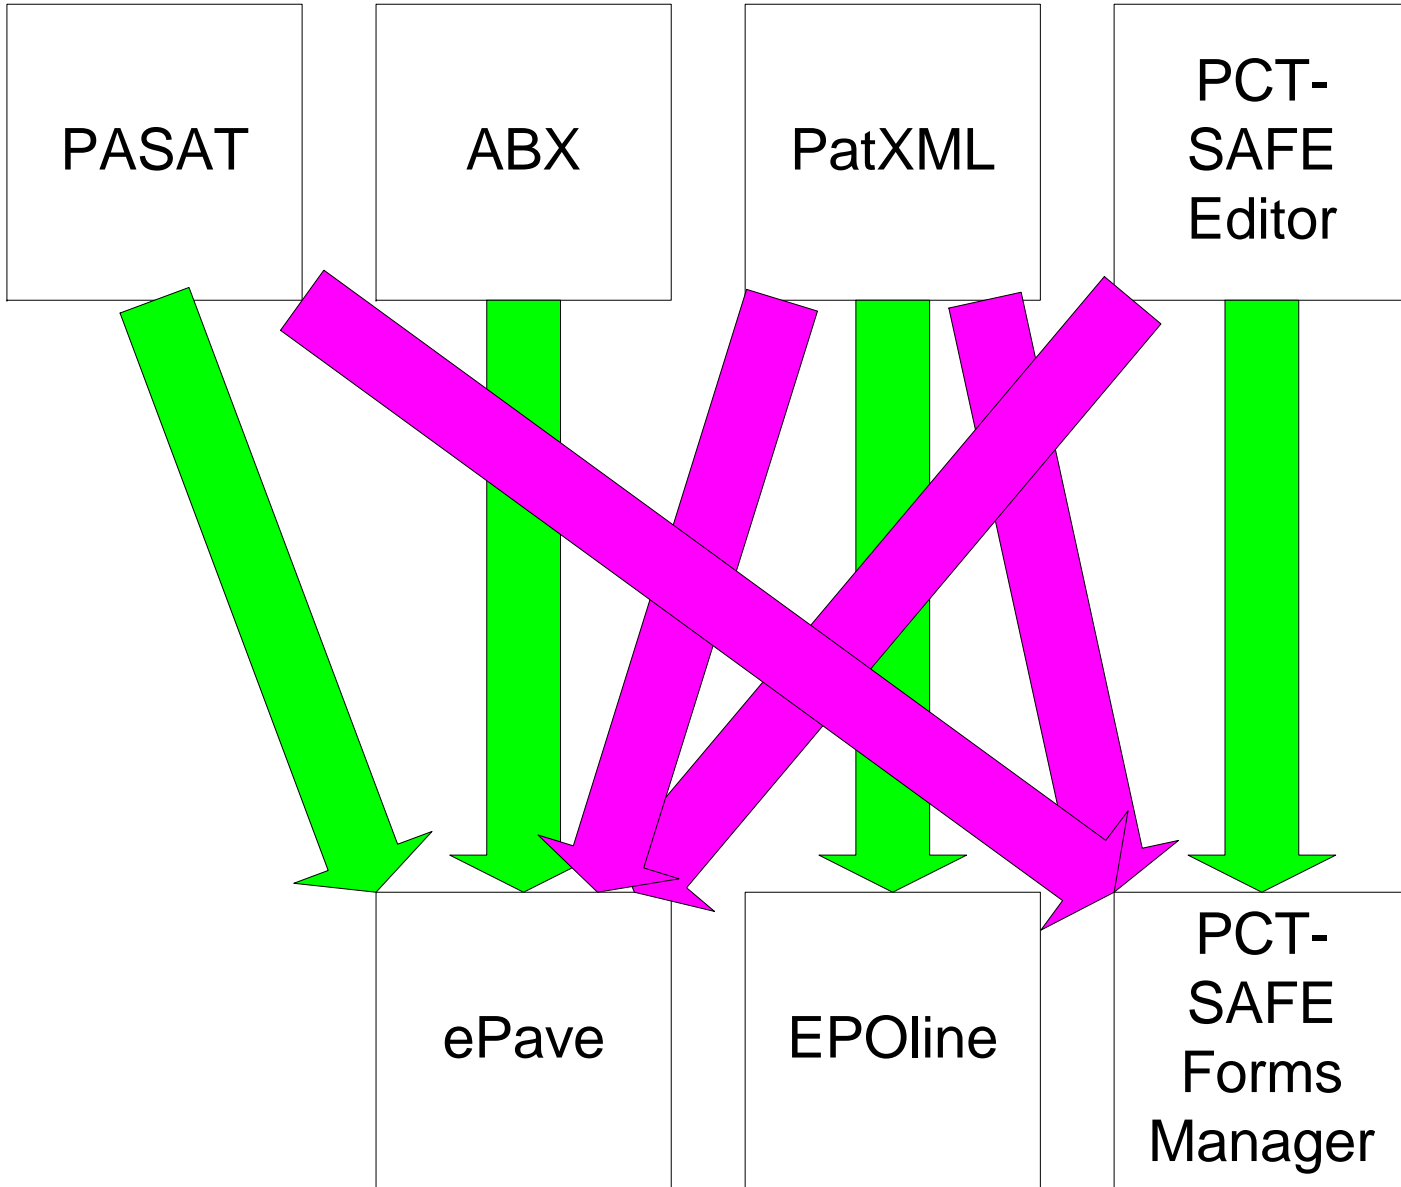 PASAT
ABX
PatXML
PCT-
SAFE
Editor
ePave
EPOline
PCT-
SAFE
Forms
Manager